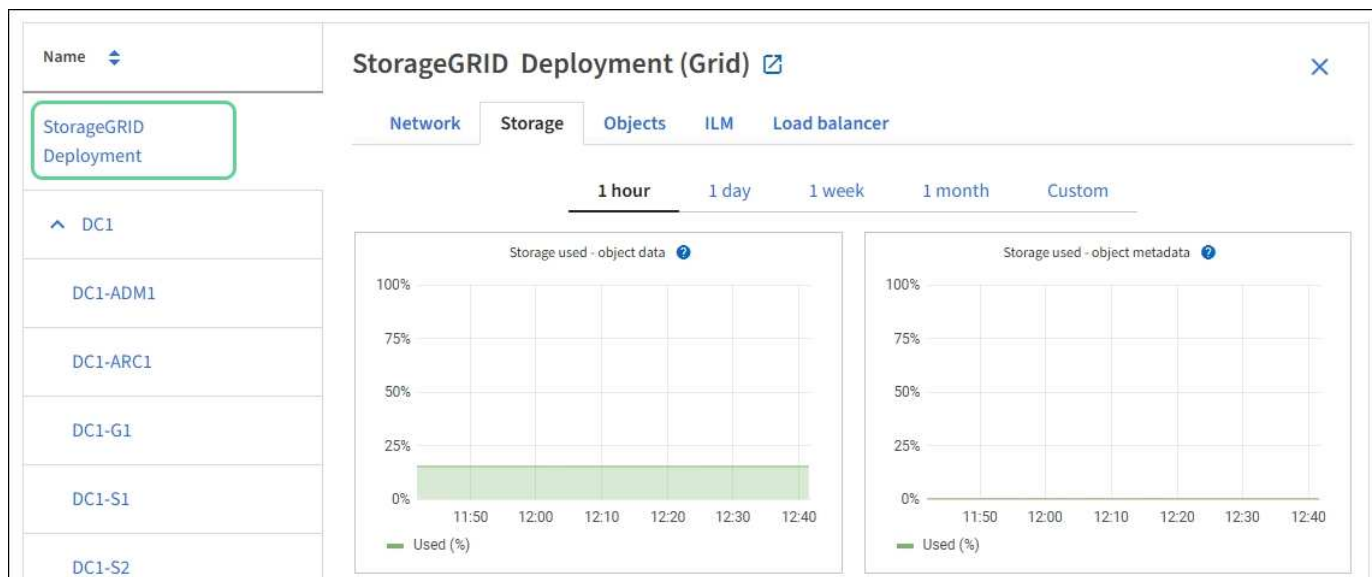 Name
StorageGRID
Deployment
DC1
DC1-ADM1
DC1-ARC1
DC1-G1
DC1-S1
DC1-S2
StorageGRID Deployment (Grid)
Network Storage Objects ILM Load balancer
1 hour 1 day 1 week 1 month Custom
Storage used - object data ?
100%
75%
50%
25%
0%
11:50 12:00 12:10 12:20 12:30 12:40
Used (%)
Storage used - object metadata ?
100%
75%
50%
25%
0%
11:50 12:00 12:10 12:20 12:30 12:40
Used (%)